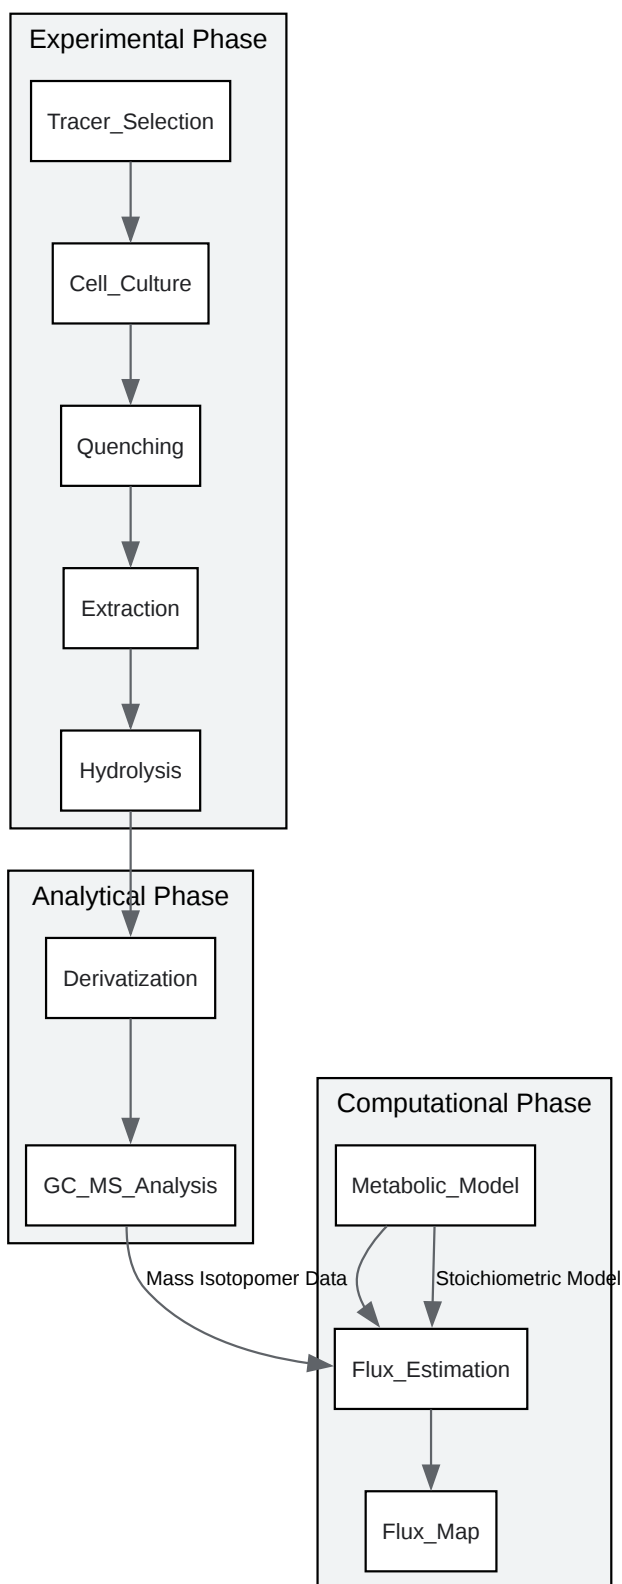 Experimental Phase
Tracer_Selection
Cell_Culture
Quenching
Extraction
Hydrolysis
Analytical Phase
Derivatization
GC_MS_Analysis
Computational Phase
Metabolic_Model
Mass Isotopomer Data
Stoichiometric Model
Flux_Estimation
Flux_Map